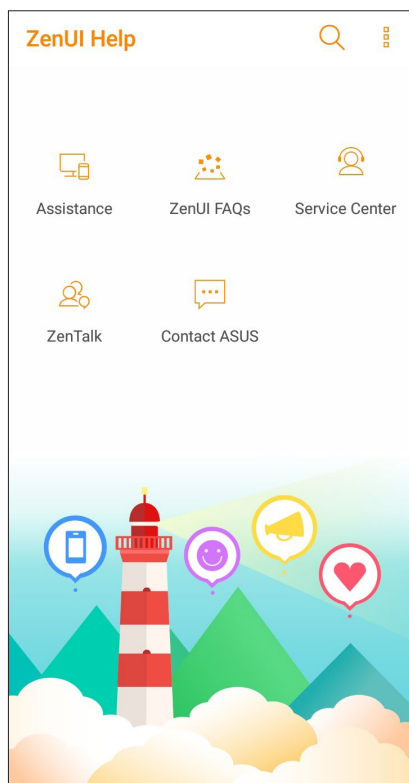 ZenUI Help
Assistance
ZenUI FAQs
Service Center
ZenTalk
Contact ASUS